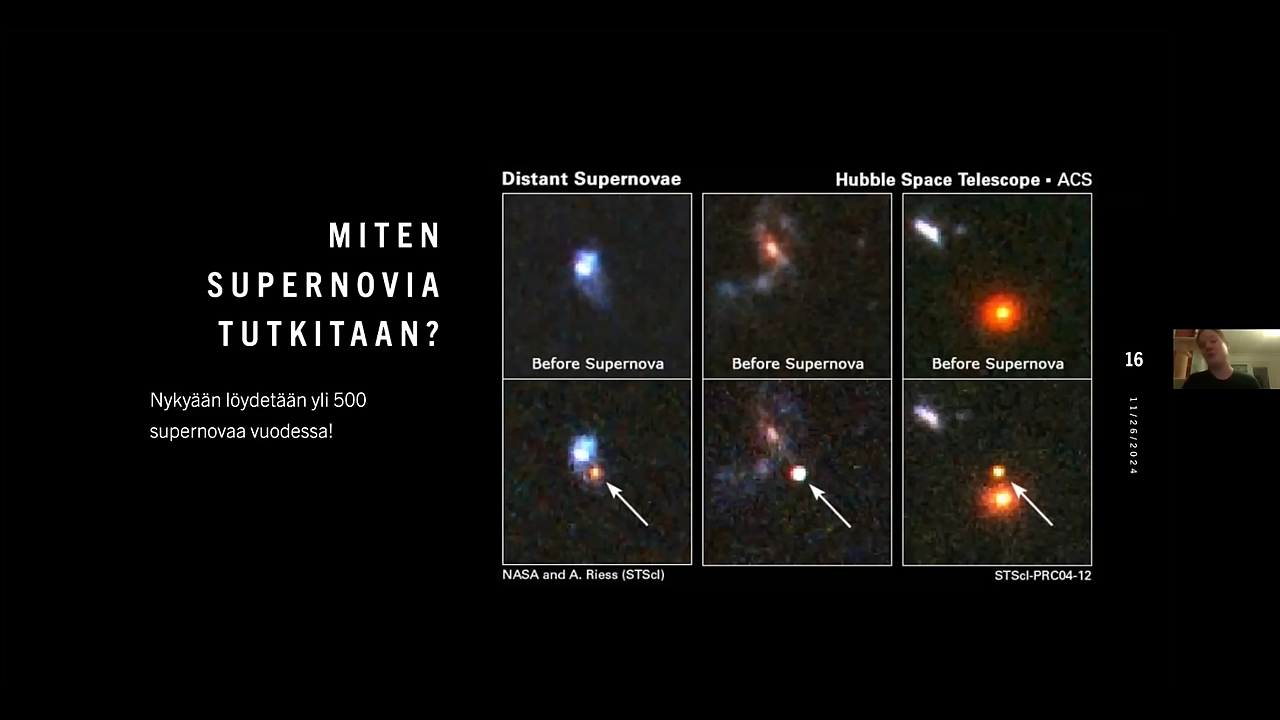 MITEN
SUPERNOVIA
TUTKITAAN?
Nykyään löydetään yli 500
supernovaa vuodessa!
Distant Supernovae
Hubble Space Telescope ▪ ACS
Before Supernova
Before Supernova
Before Supernova
NASA and A. Riess (STScI)
STScI-PRC04-12
16
11/26/2024